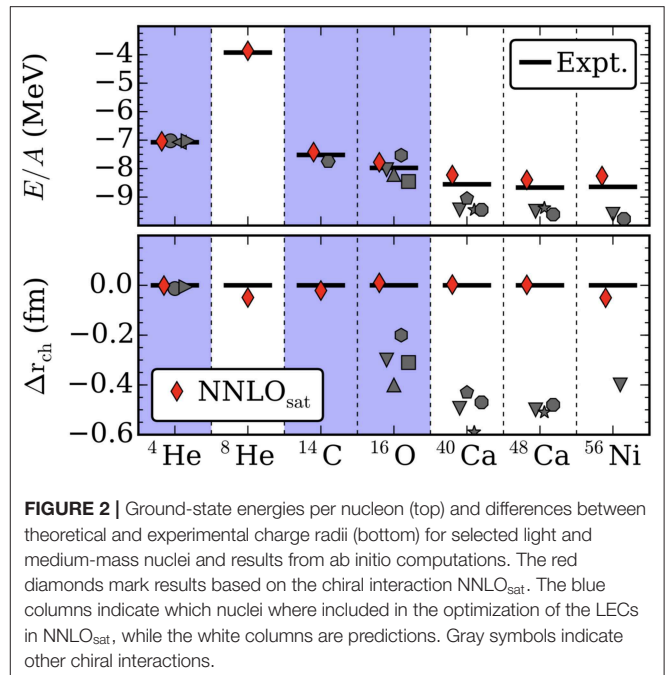 −4
−5
−6
−7
−8
−9
E/A (MeV)
Expt.
0.0
−0.2
−0.4
−0.6
Δr_ch (fm)
NNLO_sat
⁴He ⁸He ¹⁴C ¹⁶O ⁴⁰Ca ⁴⁸Ca ⁵⁶Ni
FIGURE 2 | Ground-state energies per nucleon (top) and differences between
theoretical and experimental charge radii (bottom) for selected light and
medium-mass nuclei and results from ab initio computations. The red
diamonds mark results based on the chiral interaction NNLO_sat. The blue
columns indicate which nuclei where included in the optimization of the LECs
in NNLO_sat, while the white columns are predictions. Gray symbols indicate
other chiral interactions.